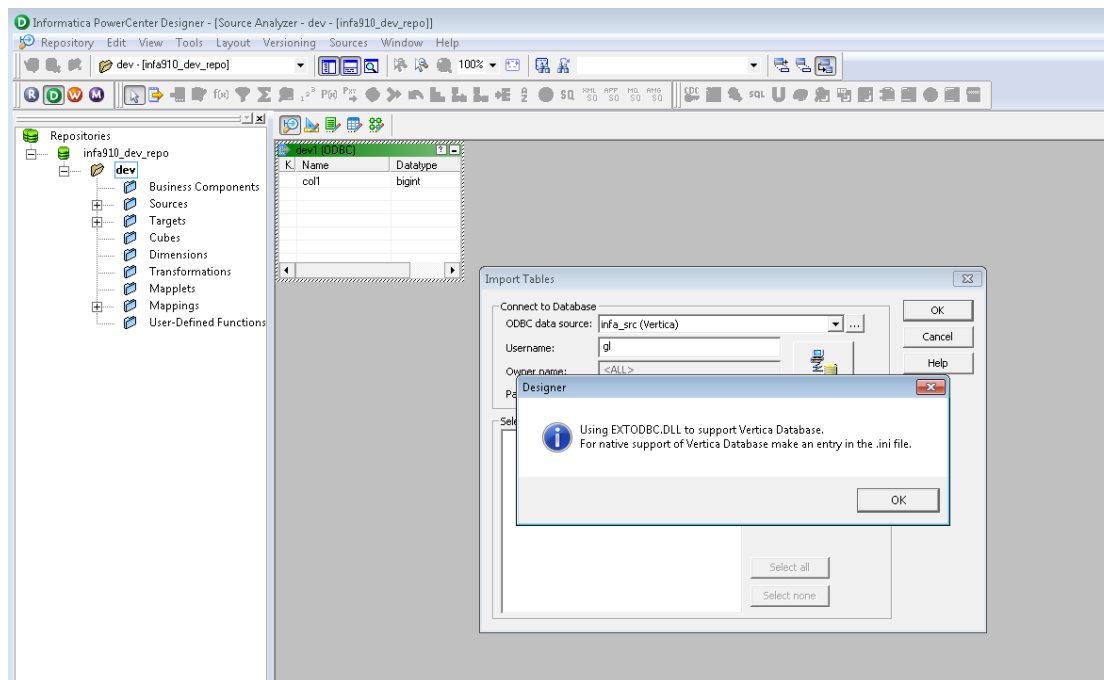 Informatica PowerCenter Designer - [Source Analyzer - dev - [infa910_dev_repo]]
Repository Edit View Tools Layout Versioning Sources Window Help
dev - [infa910_dev_repo]
100%
Repositories
infa910_dev_repo
dev
Business Components
Sources
Targets
Cubes
Dimensions
Transformations
Mapplets
Mappings
User-Defined Functions
dev1 (ODBC)
K. Name Datatype
col1 bigint
Import Tables
Connect to Database
ODBC data source: infa_src (Vertica) ...
Username: gl
Owner name: <ALL>
Pa
Sele
OK
Cancel
Help
Designer
Using EXTODBC.DLL to support Vertica Database.
For native support of Vertica Database make an entry in the .ini file.
OK
Select all
Select none